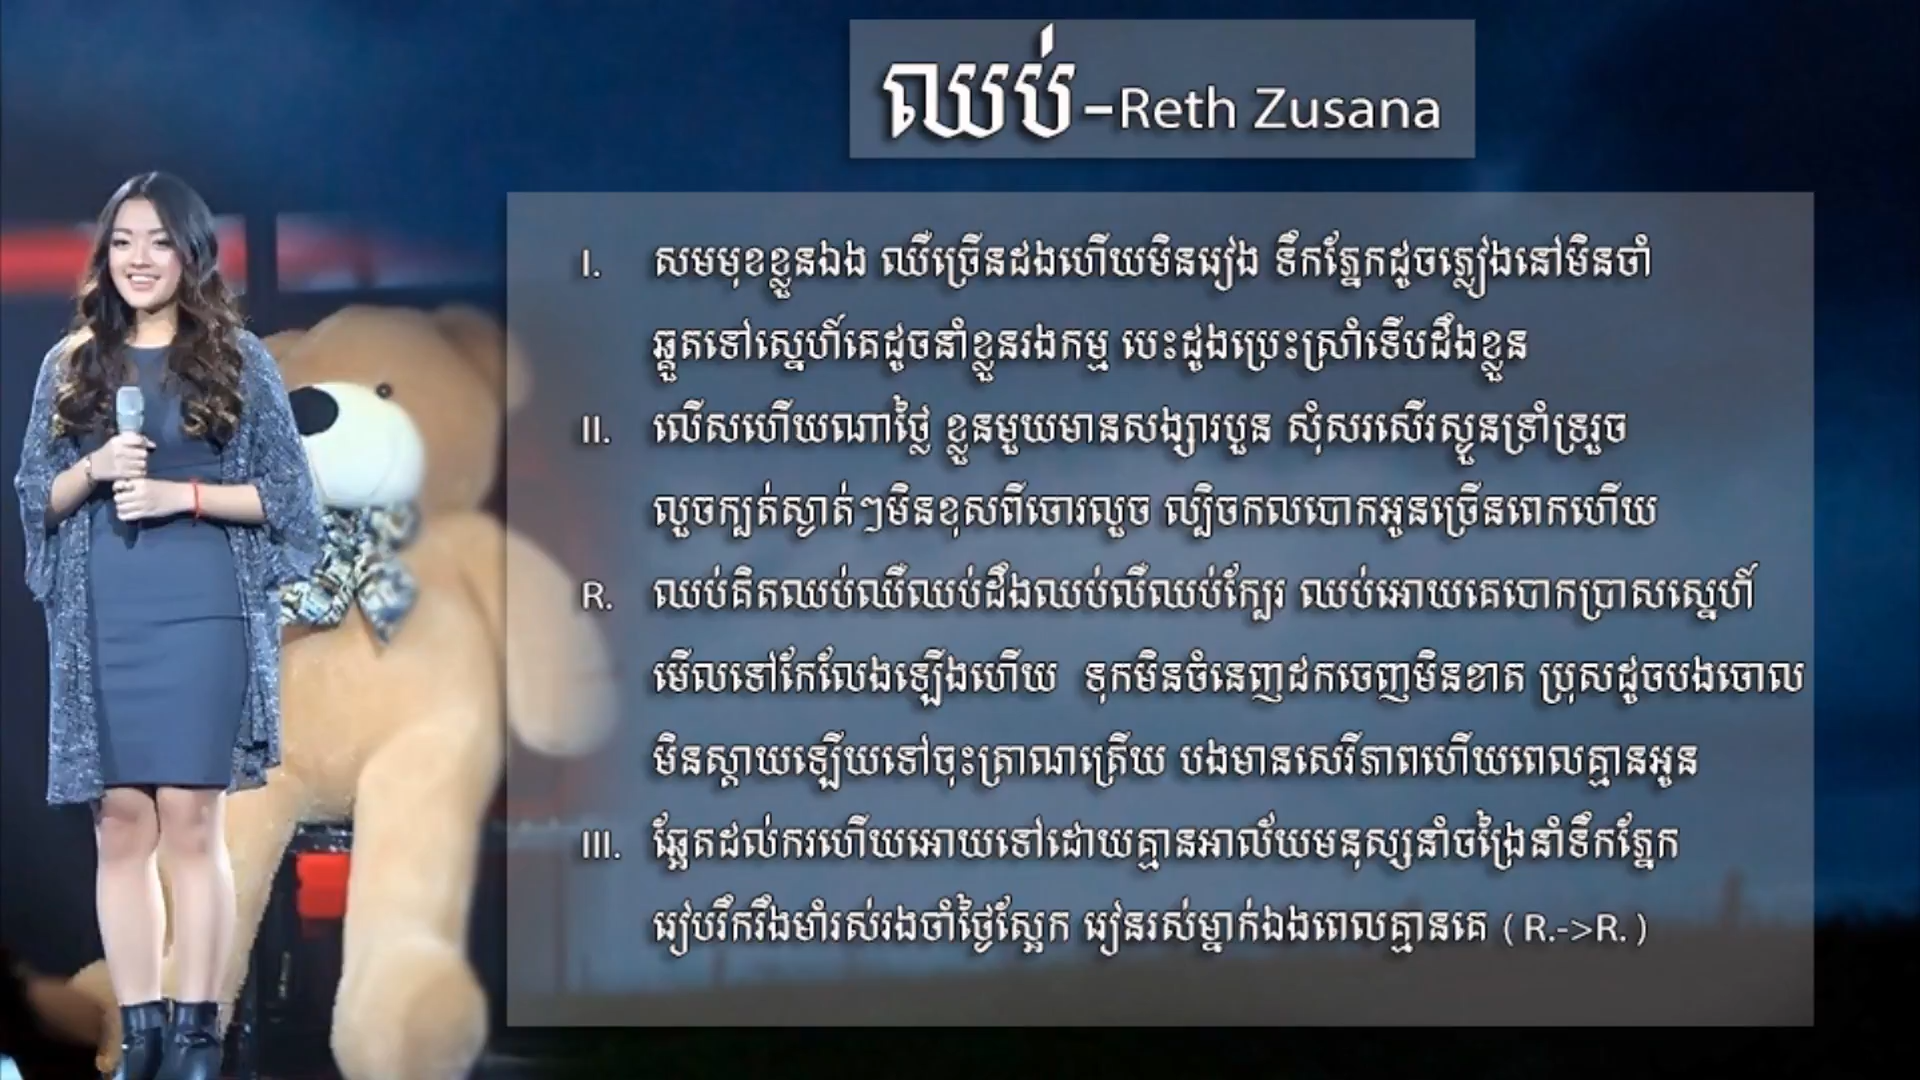 ឈប់-Reth Zusana
I. សមមុខខ្លួនឯង ឈឺច្រើនដងហើយមិនរៀង ទឹកភ្នែកដូចភ្លៀងនៅមិនចាំ
ឆ្គួតទៅស្នេហ៍គេដូចនាំខ្លួនរងកម្ម បេះដូងប្រេះស្រាំទើបដឹងខ្លួន
II. លើសហើយណាថ្លៃ ខ្លួនមួយមានសង្សារបួន សុំសរសើរស្ងួនទ្រាំទ្ររួច
លួចក្បត់ស្ងាត់ៗមិនខុសពីចោរលួច ល្បិចកលបោកអូនច្រើនពេកហើយ
R. ឈប់គិតឈប់ឈឺឈប់ដឹងឈប់លឺឈប់ក្បែរ ឈប់អោយគេបោកប្រាសស្នេហ៍
មើលទៅកែលែងឡើងហើយ ទុកមិនចំនេញដកចេញមិនខាត ប្រុសដូចបងចោល
មិនស្ដាយឡើយទៅចុះត្រាណត្រើយ បងមានសេរីភាពហើយពេលគ្មានអូន
III. ឆ្អែតដល់ករហើយអោយទៅដោយគ្មានអាល័យមនុស្សនាំចង្រៃនាំទឹកភ្នែក
រៀបរឹករឹងមាំរស់រងចាំថ្ងៃស្អែក រៀនរស់ម្នាក់ឯងពេលគ្មានគេ ( R.->R. )